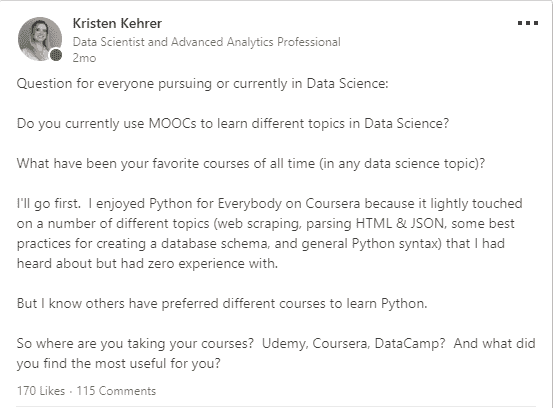 Kristen Kehrer
Data Scientist and Advanced Analytics Professional
2mo
Question for everyone pursuing or currently in Data Science:
Do you currently use MOOCs to learn different topics in Data Science?
What have been your favorite courses of all time (in any data science topic)?
I'll go first.  I enjoyed Python for Everybody on Coursera because it lightly touched
on a number of different topics (web scraping, parsing HTML & JSON, some best
practices for creating a database schema, and general Python syntax) that I had
heard about but had zero experience with.
But I know others have preferred different courses to learn Python.
So where are you taking your courses?  Udemy, Coursera, DataCamp?  And what did
you find the most useful for you?
170 Likes · 115 Comments